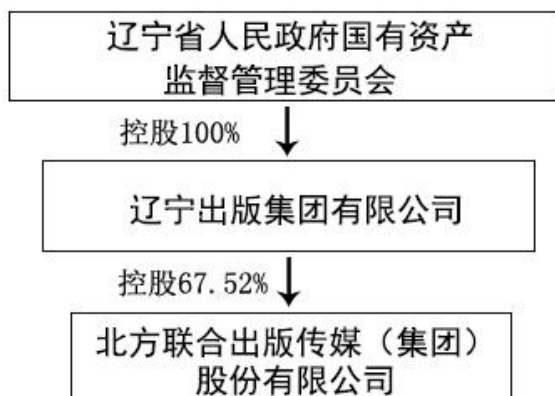 辽宁省人民政府国有资产
监督管理委员会
控股100%
辽宁出版集团有限公司
控股67.52%
北方联合出版传媒（集团）
股份有限公司